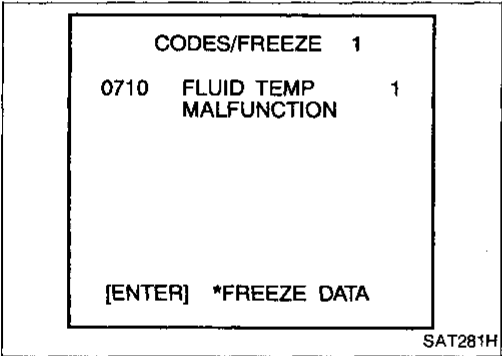 CODES/FREEZE 1
0710 FLUID TEMP 1
MALFUNCTION
[ENTER] *FREEZE DATA
SAT281H